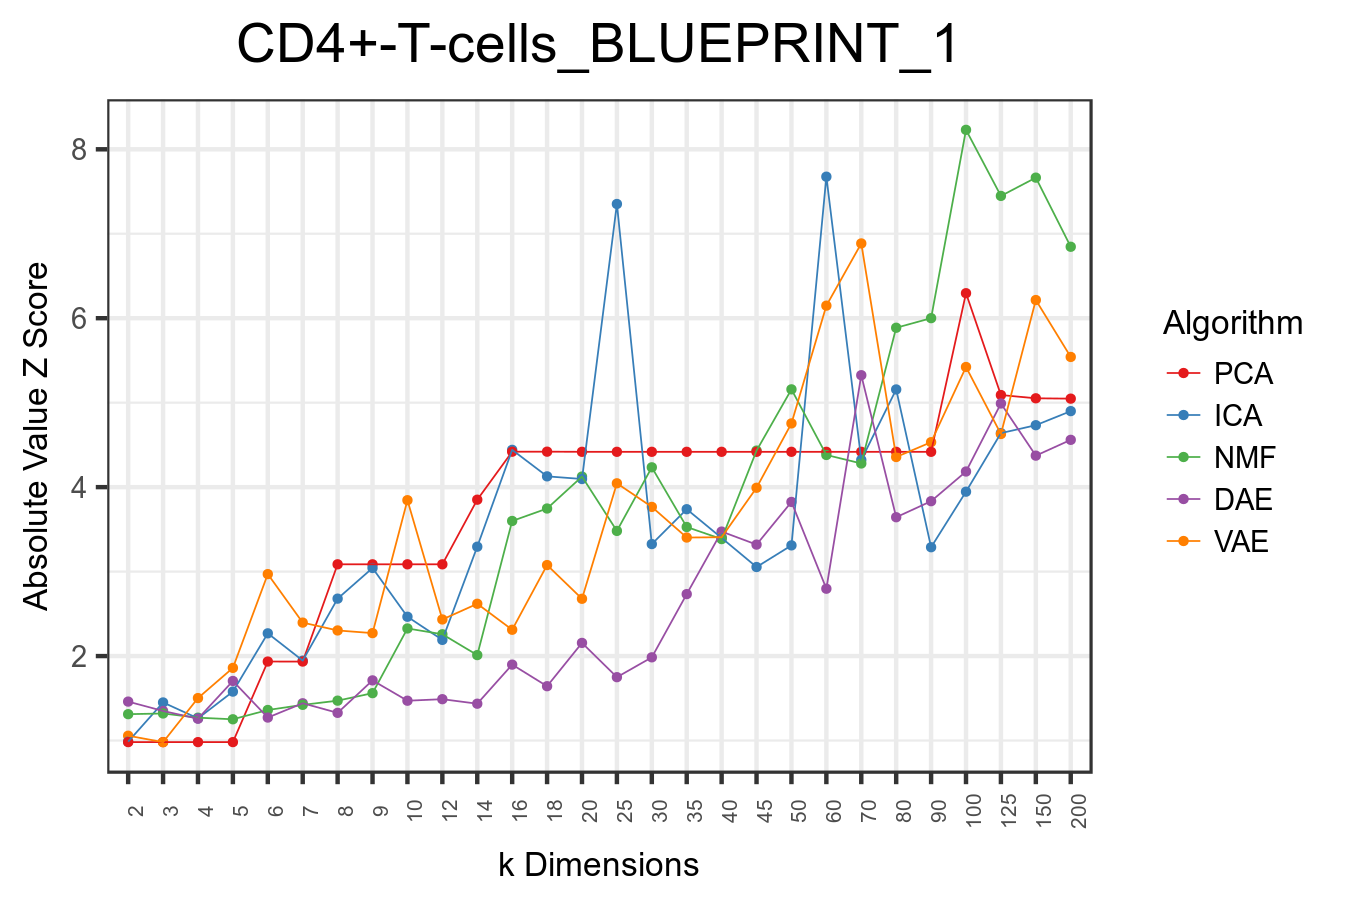 CD4+-T-cells_BLUEPRINT_1
Absolute Value Z Score
8
6
4
2
2 3 4 5 6 7 8 9 10 12 14 16 18 20 25 30 35 40 45 50 60 70 80 90 100 125 150 200
k Dimensions
Algorithm
PCA
ICA
NMF
DAE
VAE